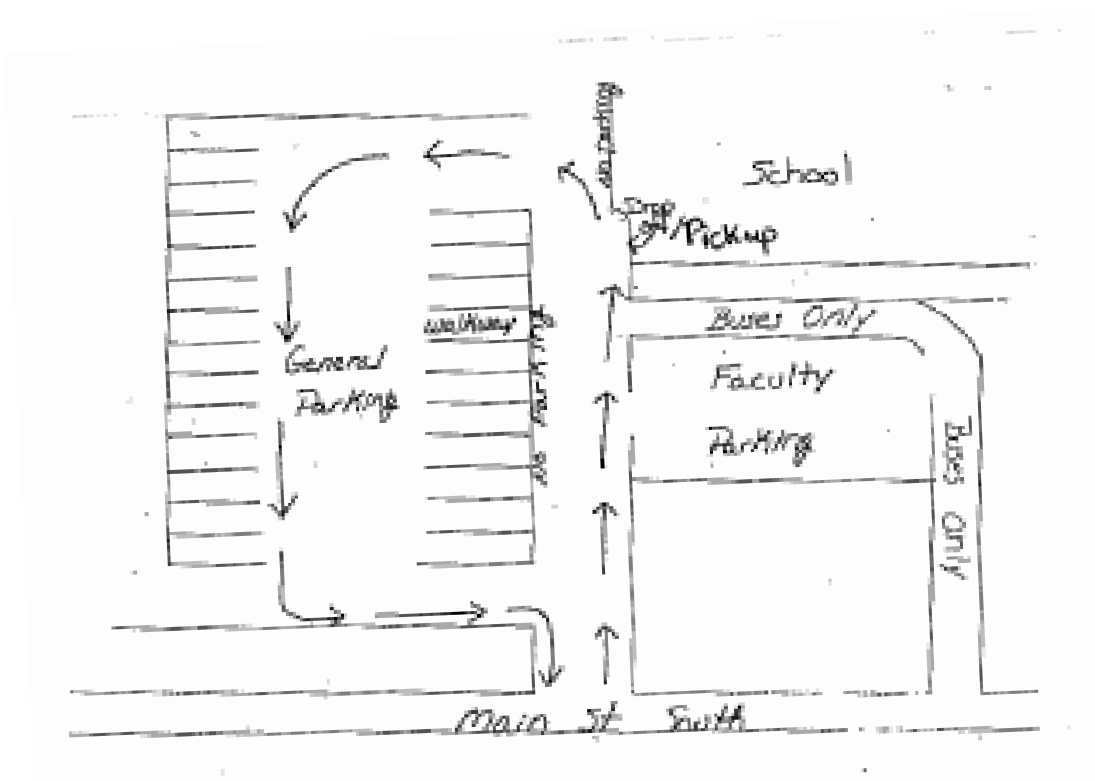 No Parking
School
Drop
off/Pickup
Walkway
Buses Only
General
Parking
No Parking
Faculty
Parking
Buses Only
Main St South